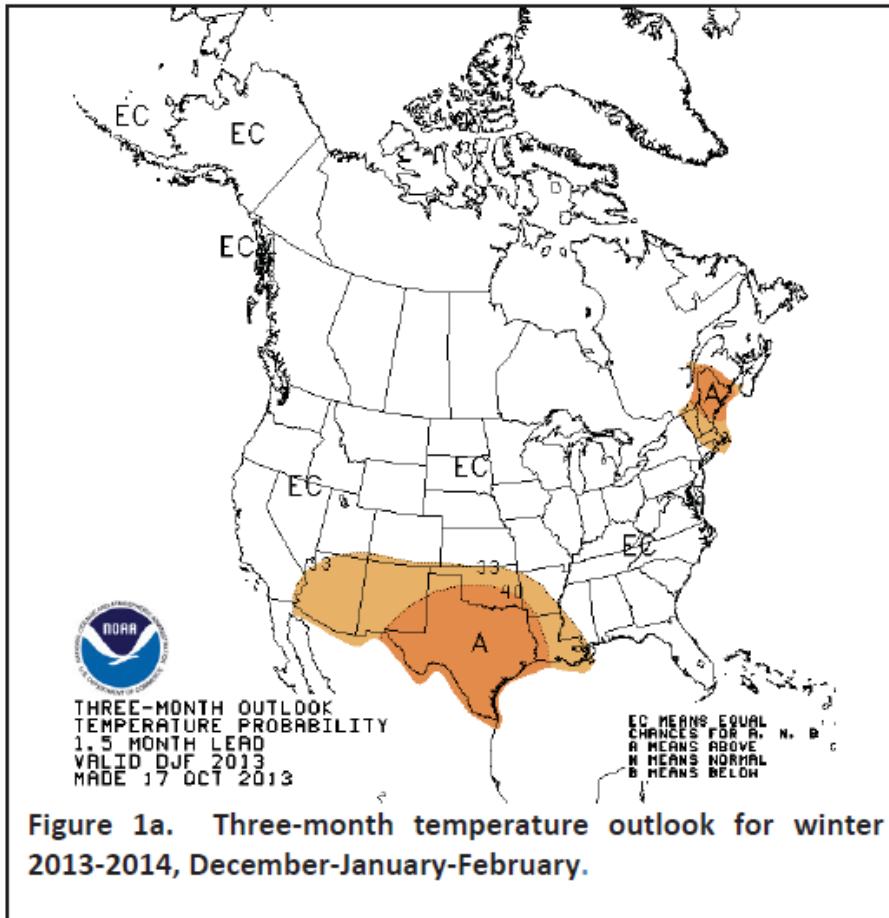 EC
EC
EC
A
EC
EC
EC
33
33
40
A
NOAA
THREE-MONTH OUTLOOK
TEMPERATURE PROBABILITY
1.5 MONTH LEAD
VALID DJF 2013
MADE 17 OCT 2013
EC MEANS EQUAL
CHANCES FOR A, N, B
A MEANS ABOVE
N MEANS NORMAL
B MEANS BELOW
Figure 1a. Three-month temperature outlook for winter
2013-2014, December-January-February.